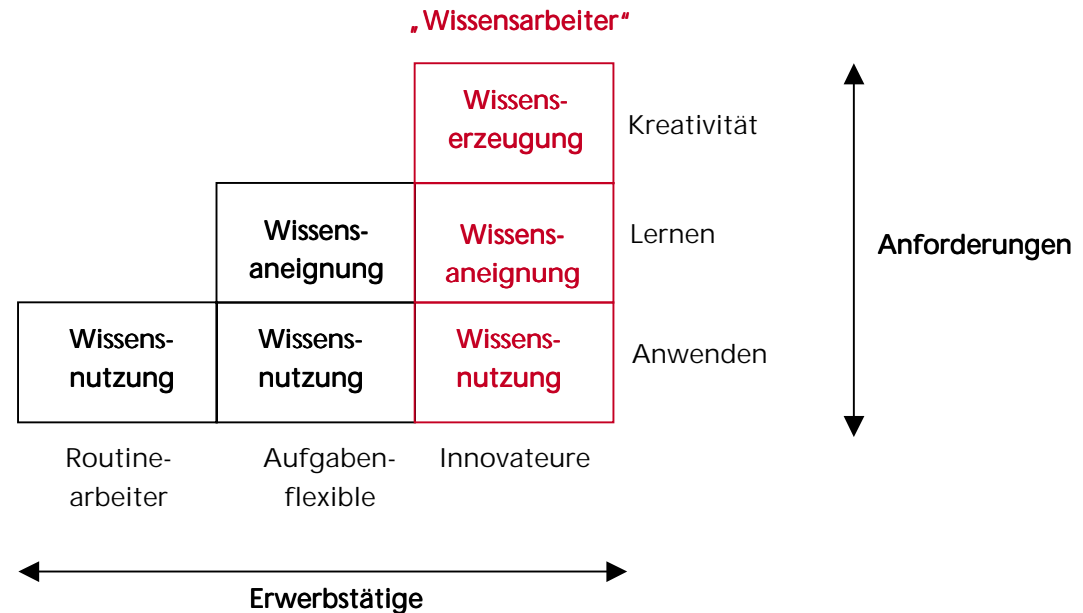 „Wissensarbeiter“
Wissens-
erzeugung
Kreativität
Wissens-
aneignung
Wissens-
aneignung
Lernen
Anforderungen
Wissens-
nutzung
Wissens-
nutzung
Wissens-
nutzung
Anwenden
Routine-
arbeiter
Aufgaben-
flexible
Innovateure
Erwerbstätige